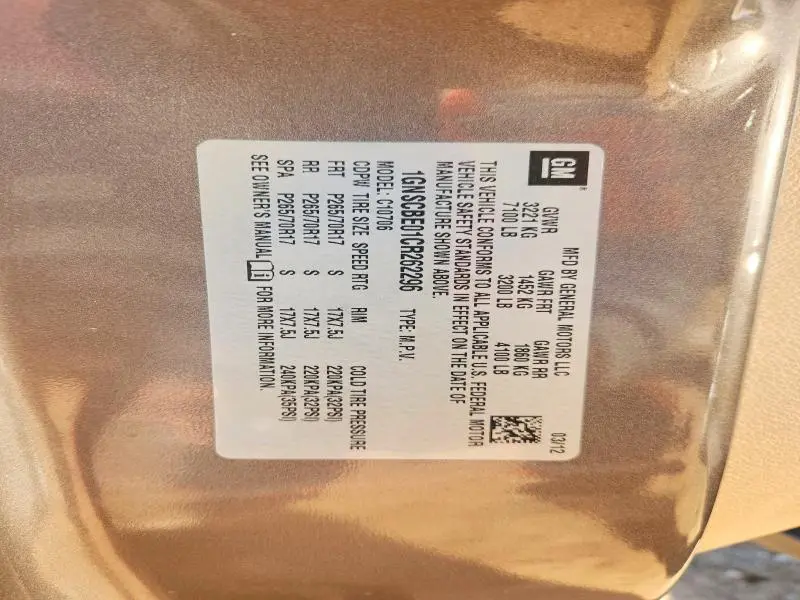 GM ®
MFD BY GENERAL MOTORS LLC 03/12
GVWR GAWR FRT GAWR RR
3221 KG 1452 KG 1860 KG
7100 LB 3200 LB 4100 LB
THIS VEHICLE CONFORMS TO ALL APPLICABLE U.S. FEDERAL MOTOR
VEHICLE SAFETY STANDARDS IN EFFECT ON THE DATE OF
MANUFACTURE SHOWN ABOVE.
1GNSCBE01CR262296 TYPE: M.P.V.
MODEL: C10706
CDPW TIRE SIZE SPEED RTG RIM COLD TIRE PRESSURE
FRT P265/70R17 S 17X7.5J 220KPA(32PSI)
RR P265/70R17 S 17X7.5J 220KPA(32PSI)
SPA P265/70R17 S 17X7.5J 240KPA(35PSI)
SEE OWNER'S MANUAL FOR MORE INFORMATION.